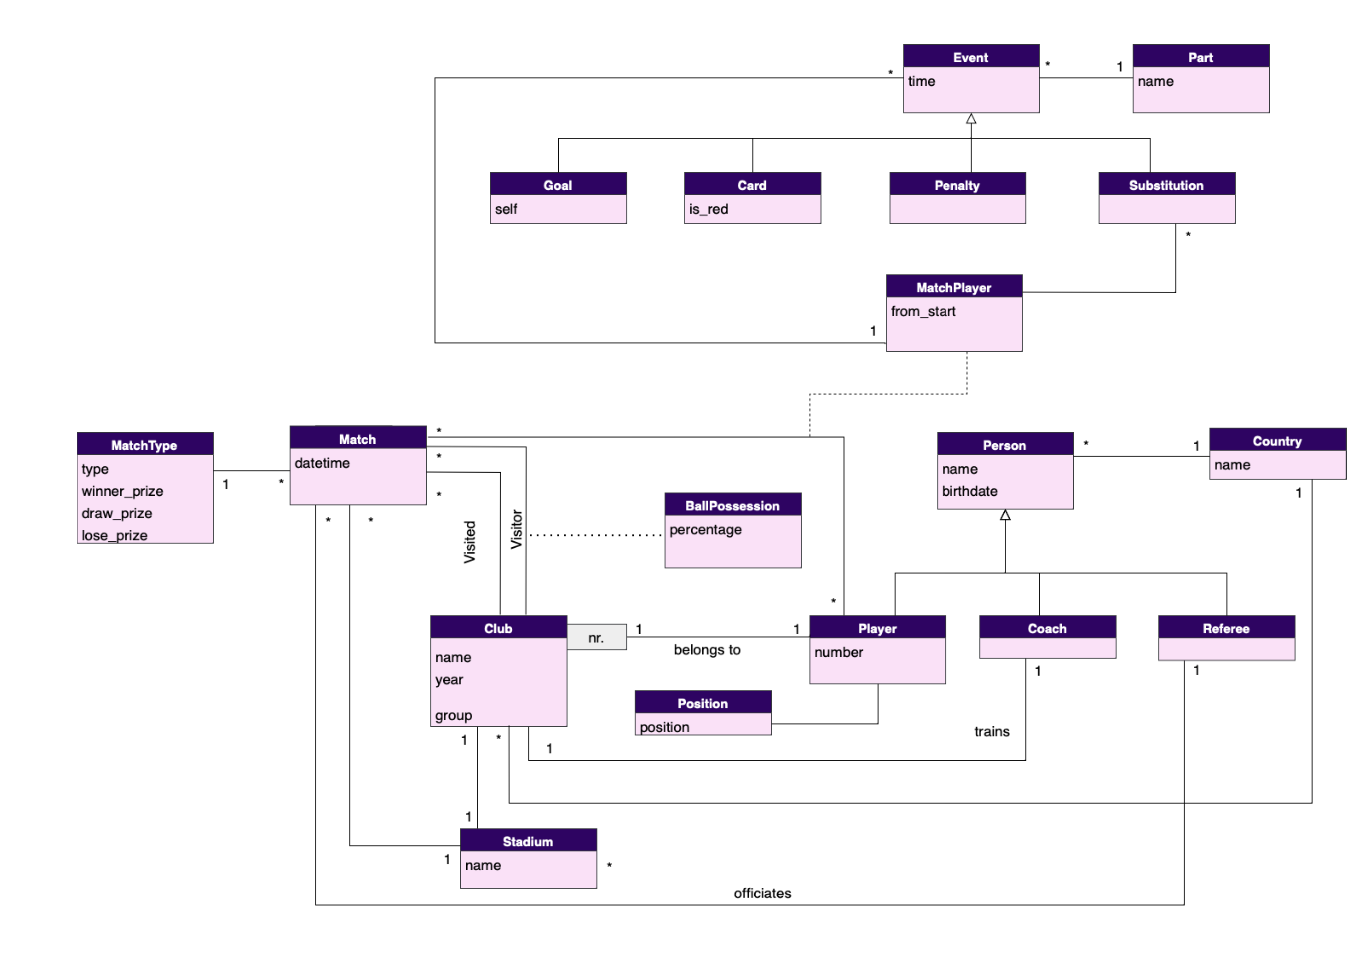 Event
time
*
*
1
Part
name
Goal
self
Card
is_red
Penalty
Substitution
*
MatchPlayer
from_start
1
MatchType
type
winner_prize
draw_prize
lose_prize
1
*
Match
datetime
*
*
*
*
*
Visited
Visitor
BallPossession
percentage
Person
name
birthdate
*
1
Country
name
1
*
Club
name
year
group
nr.
1
belongs to
1
Player
number
Coach
1
Referee
1
Position
position
trains
1
*
1
1
1
Stadium
name
*
officiates